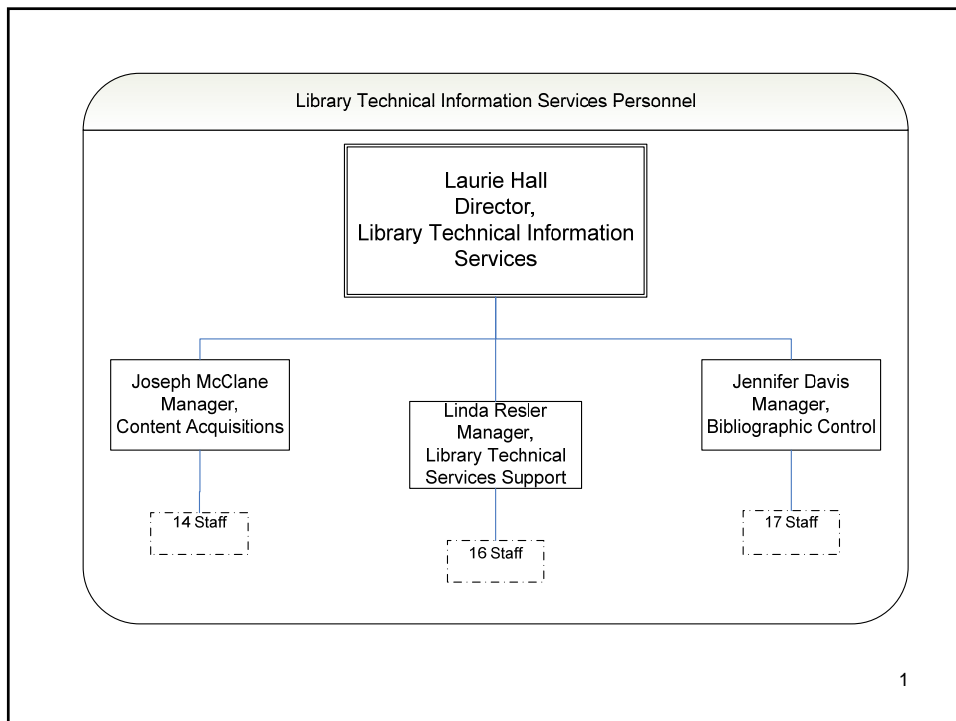 Library Technical Information Services Personnel
Laurie Hall
Director,
Library Technical Information
Services
Joseph McClane
Manager,
Content Acquisitions
Linda Resler
Manager,
Library Technical
Services Support
Jennifer Davis
Manager,
Bibliographic Control
14 Staff
16 Staff
17 Staff
1